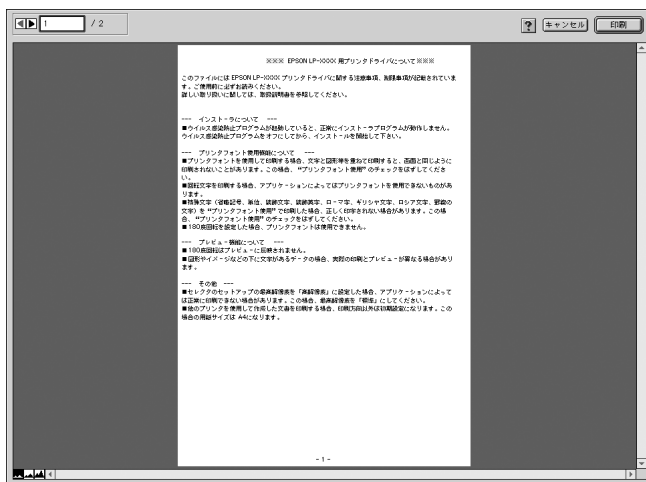 1 / 2 ? キャンセル 印刷
※※※ EPSON LP-XXXX 用プリンタドライバについて※※※
このファイルには EPSON LP-XXXX プリンタドライバに関する注意事項、制限事項が記載されていま
す。ご使用前に必ずお読みください。
詳しい取り扱いに関しては、取扱説明書を参照してください。
--- インストーラについて ---
■ウイルス感染防止プログラムが起動していると、正常にインストーラプログラムが動作しません。
ウイルス感染防止プログラムをオフにしてから、インストールを開始して下さい。
--- プリンタフォント使用機能について ---
■プリンタフォントを使用して印刷する場合、文字と図形等を重ねて印刷すると、画面と同じように
印刷されないことがあります。この場合、“プリンタフォント使用”のチェックをはずしてくださ
い。
■回転文字を印刷する場合、アプリケーションによってはプリンタフォントを使用できないものがあ
ります。
■特殊文字（省略記号、単位、装飾文字、装飾英字、ローマ字、ギリシャ文字、ロシア文字、罫線の
文字）を“プリンタフォント使用”で印刷した場合、正しく印字されない場合があります。この場
合、“プリンタフォント使用”のチェックをはずしてください。
■180度回転を設定した場合、プリンタフォントは使用できません。
--- プレビュー機能について ---
■180度回転はプレビューに反映されません。
■図形やイメージなどの下に文字があるデータの場合、実際の印刷とプレビューが異なる場合があり
ます。
--- その他 ---
■セレクタのセットアップの最高解像度を「高解像度」に設定した場合、アプリケーションによって
は正常に印刷できない場合があります。この場合、最高解像度を「標準」にしてください。
■他のプリンタを使用して作成した文書を印刷する場合、印刷方向以外は初期設定になります。この
場合の用紙サイズは A4になります。
- 1 -